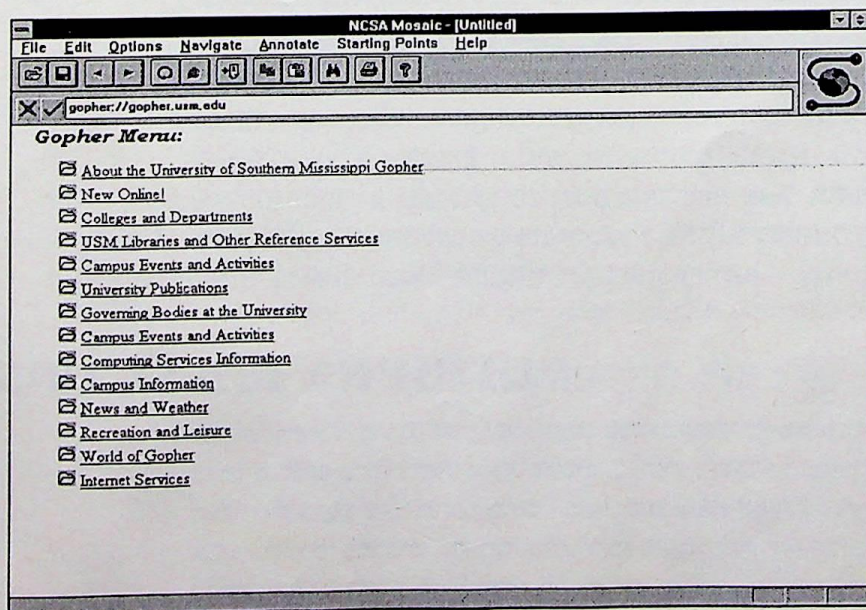 NCSA Mosaic - [Untitled]
File Edit Options Navigate Annotate Starting Points Help
gopher://gopher.usm.edu
Gopher Menu:
About the University of Southern Mississippi Gopher
New Online!
Colleges and Departments
USM Libraries and Other Reference Services
Campus Events and Activities
University Publications
Governing Bodies at the University
Campus Events and Activities
Computing Services Information
Campus Information
News and Weather
Recreation and Leisure
World of Gopher
Internet Services